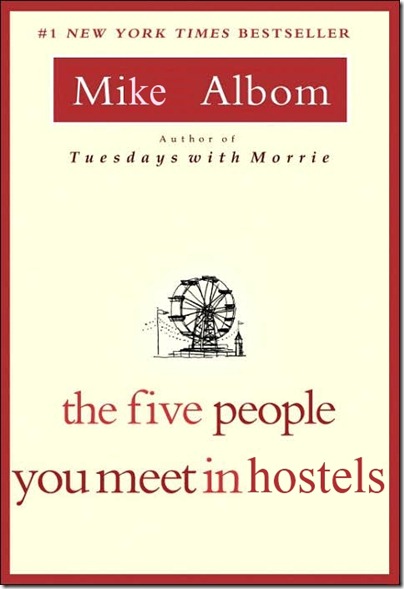 #1 NEW YORK TIMES BESTSELLER
Mike Albom
Author of
Tuesdays with Morrie
the five people
you meet in hostels